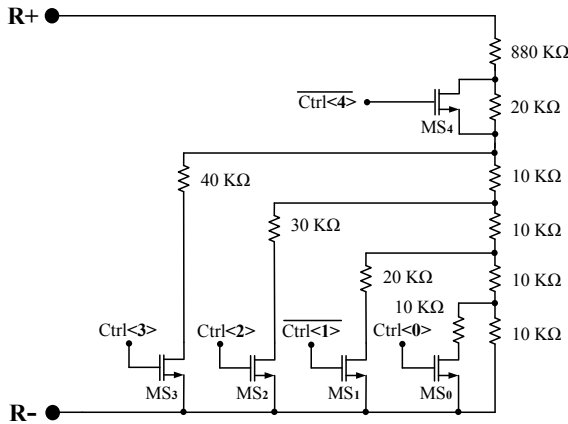 R+
880 KΩ
Ctrl<4>
20 KΩ
MS4
40 KΩ
10 KΩ
30 KΩ
10 KΩ
20 KΩ
10 KΩ
10 KΩ
Ctrl<3>
Ctrl<2>
Ctrl<1>
Ctrl<0>
10 KΩ
MS3
MS2
MS1
MS0
R-